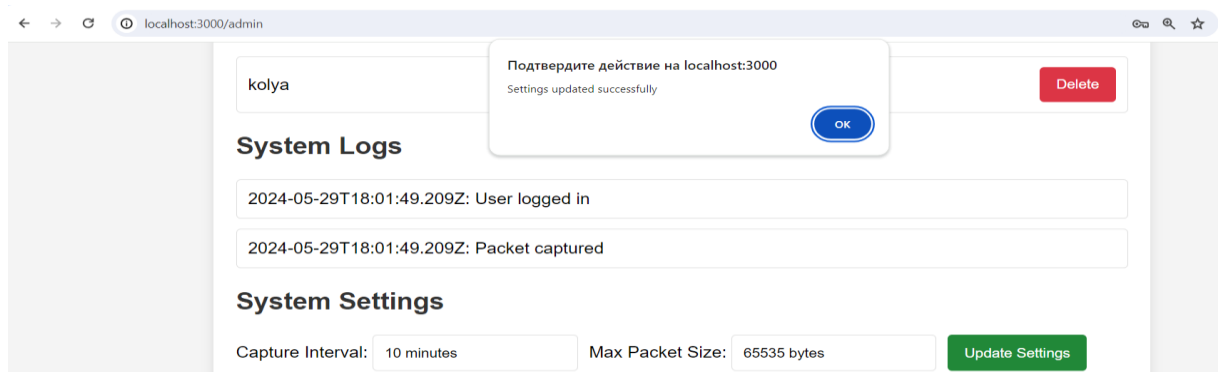 localhost:3000/admin
Подтвердите действие на localhost:3000
Settings updated successfully
ОК
kolya
Delete
System Logs
2024-05-29T18:01:49.209Z: User logged in
2024-05-29T18:01:49.209Z: Packet captured
System Settings
Capture Interval: 10 minutes Max Packet Size: 65535 bytes Update Settings